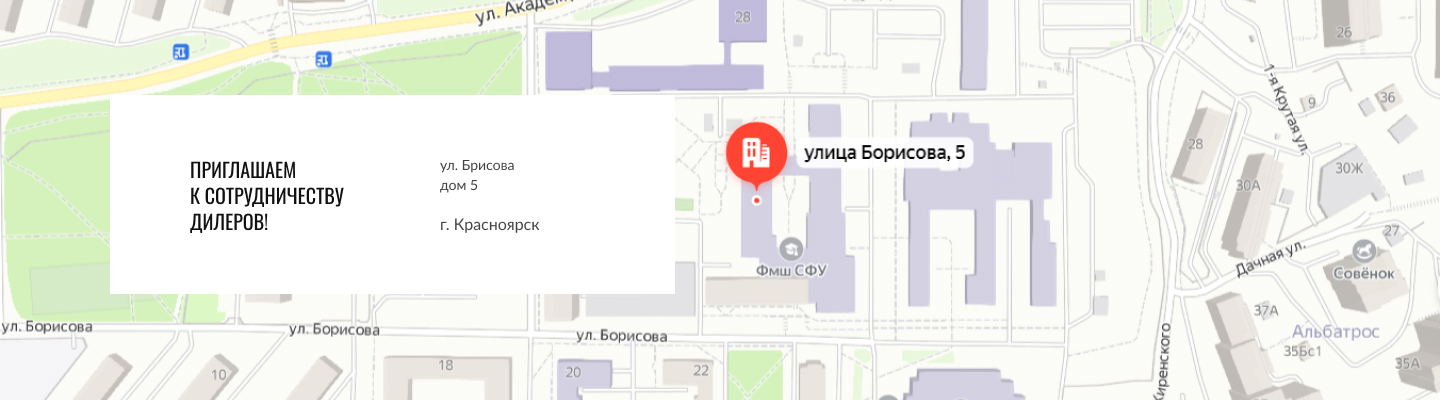 ул. Акаде
28
26
1-я Крутая ул.
9
36
ПРИГЛАШАЕМ
К СОТРУДНИЧЕСТВУ
ДИЛЕРОВ!
ул. Брисова
дом 5
г. Красноярск
улица Борисова, 5
28
30А
30Ж
27
Дачная ул.
Совёнок
Фмш СФУ
37А
Альбатрос
35Бс1
35А
ул. Борисова
ул. Борисова
ул. Борисова
Киренского
10
18
20
22